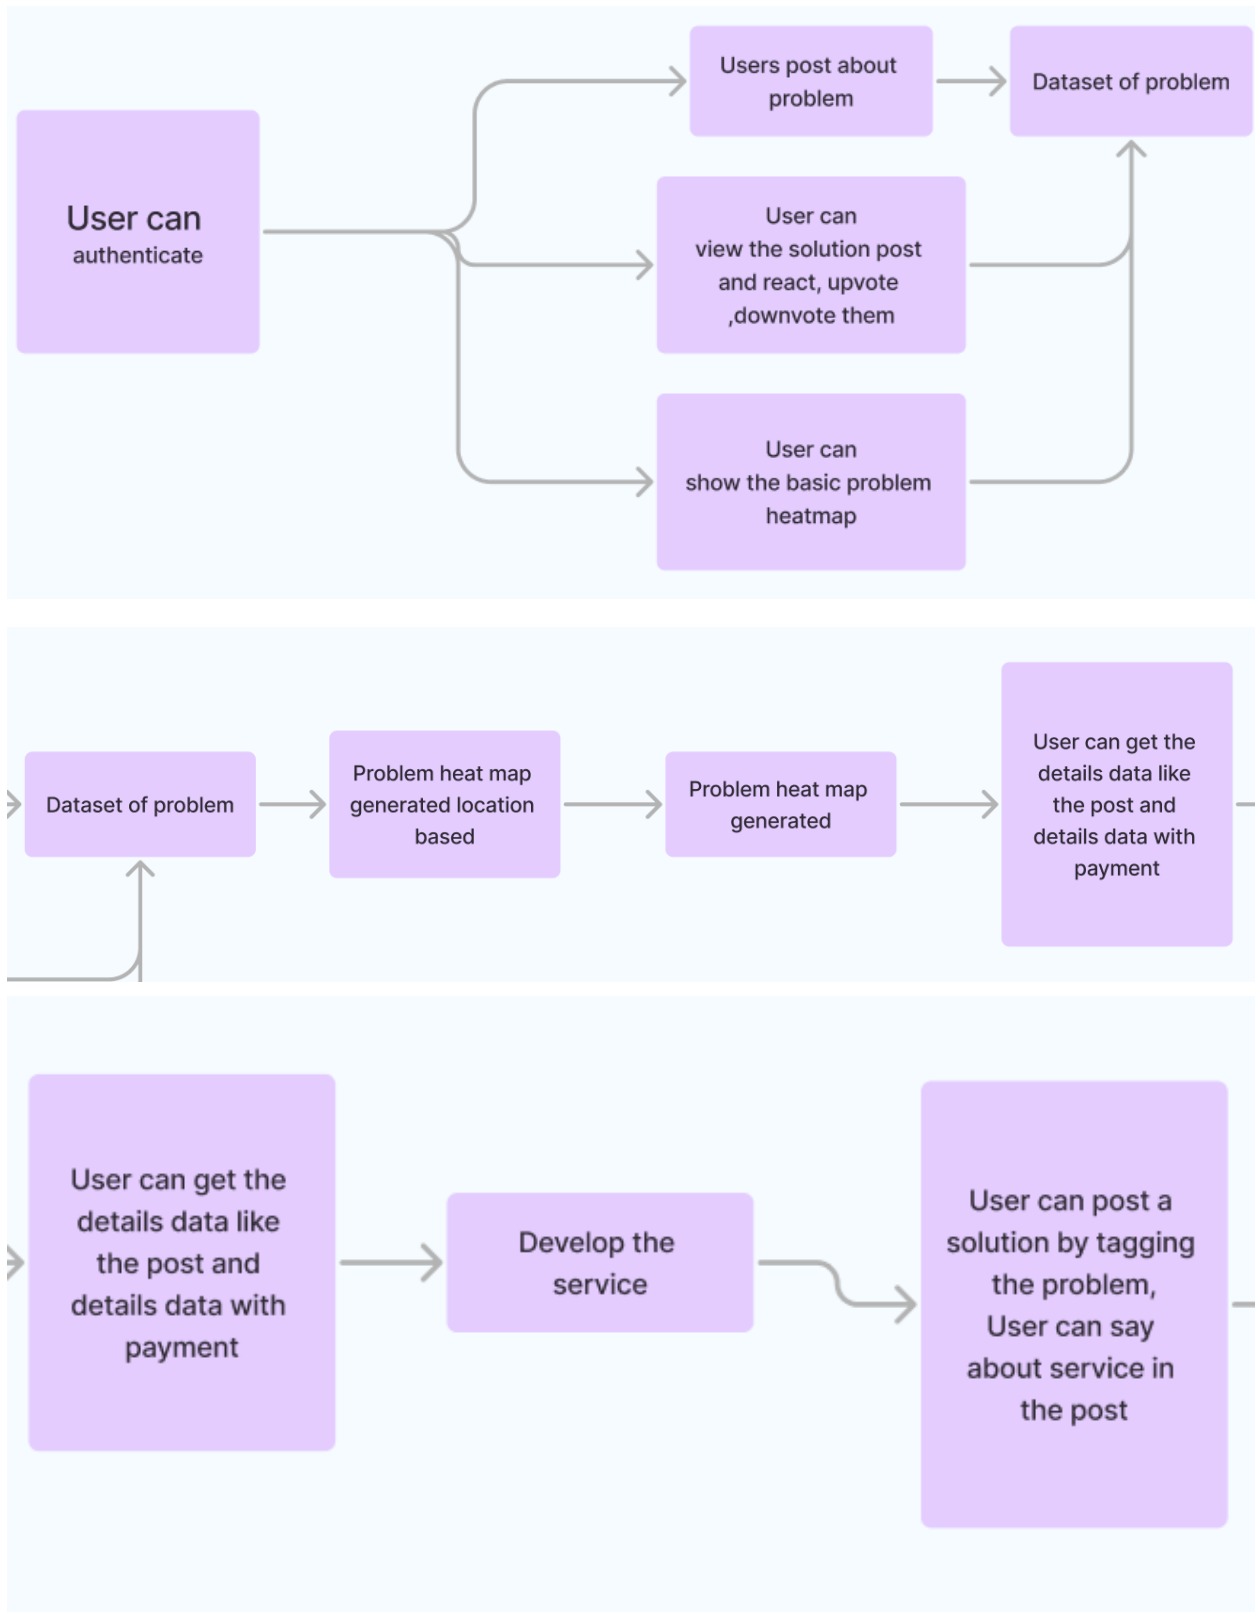 User can
authenticate
Users post about
problem
Dataset of problem
User can
view the solution post
and react, upvote
,downvote them
User can
show the basic problem
heatmap
Dataset of problem
Problem heat map
generated location
based
Problem heat map
generated
User can get the
details data like
the post and
details data with
payment
User can get the
details data like
the post and
details data with
payment
Develop the
service
User can post a
solution by tagging
the problem,
User can say
about service in
the post